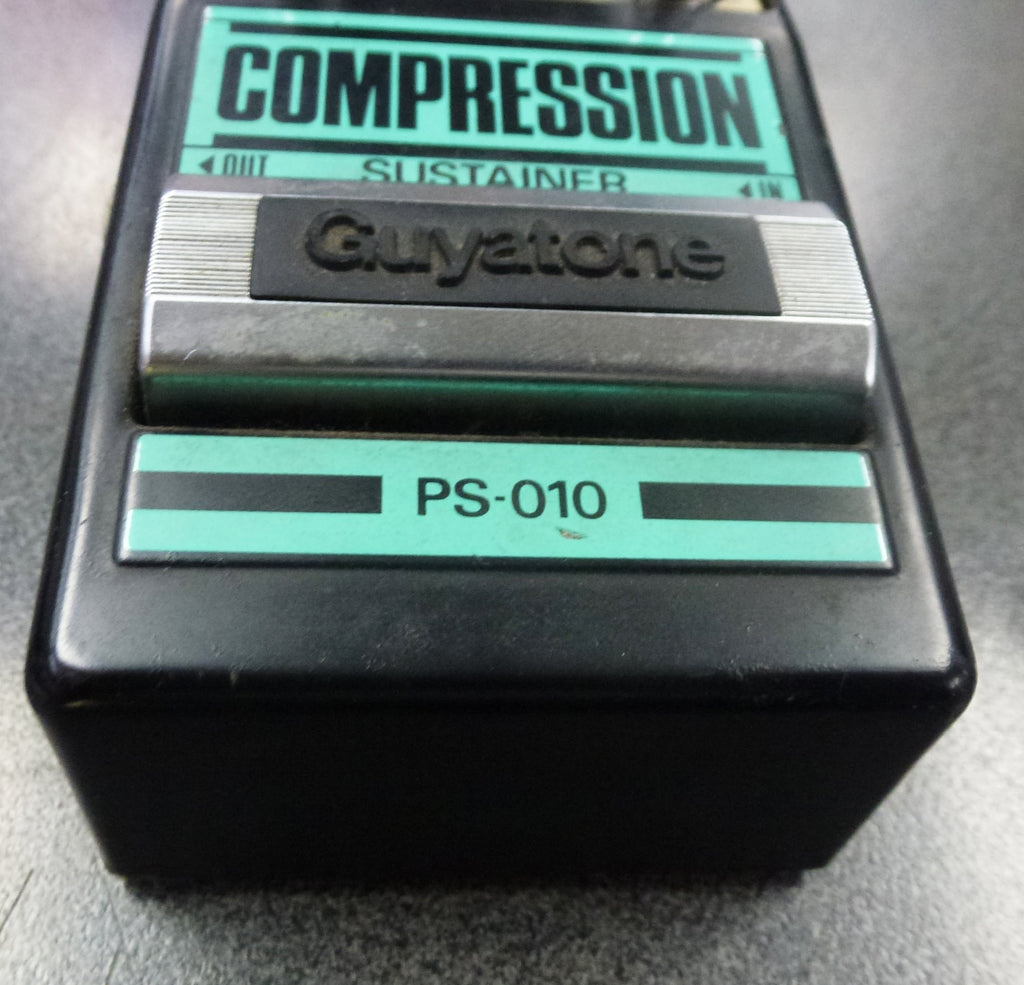 COMPRESSION
OUT SUSTAINER IN
Guyatone
PS-010